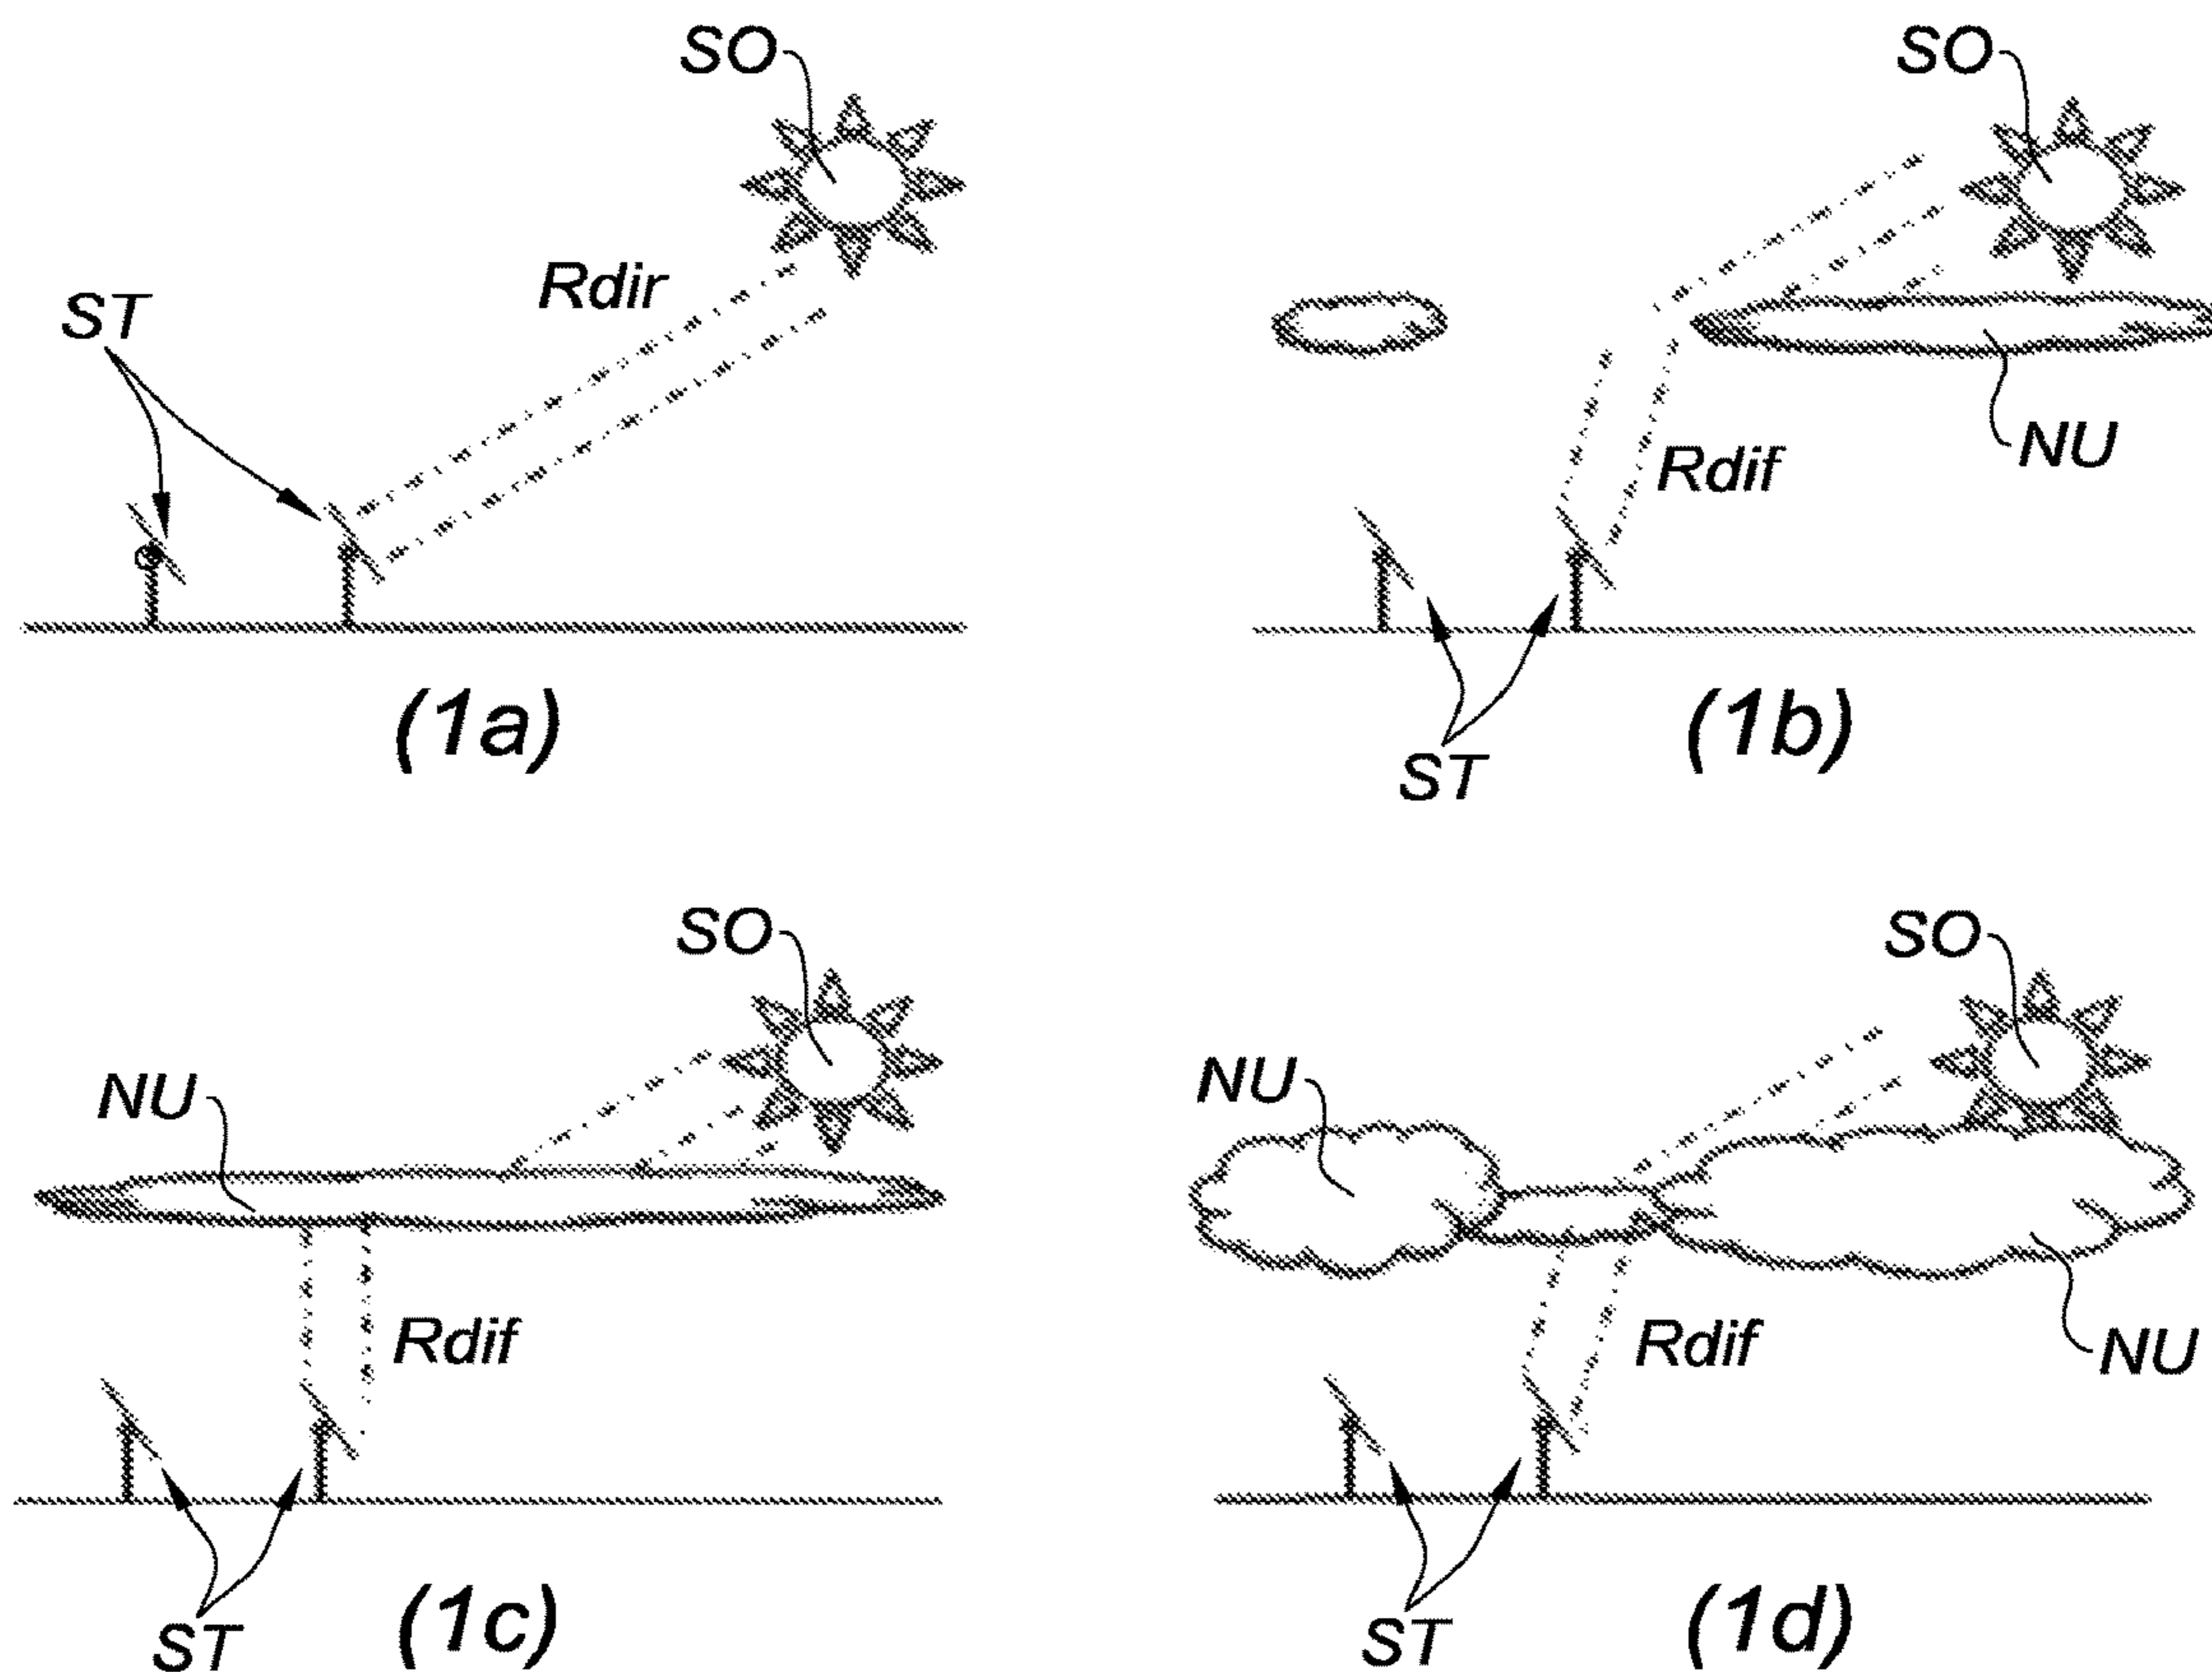 SO
Rdir
ST
(1a)
SO
NU
Rdif
ST
(1b)
SO
NU
Rdif
ST
(1c)
SO
NU
NU
Rdif
ST
(1d)